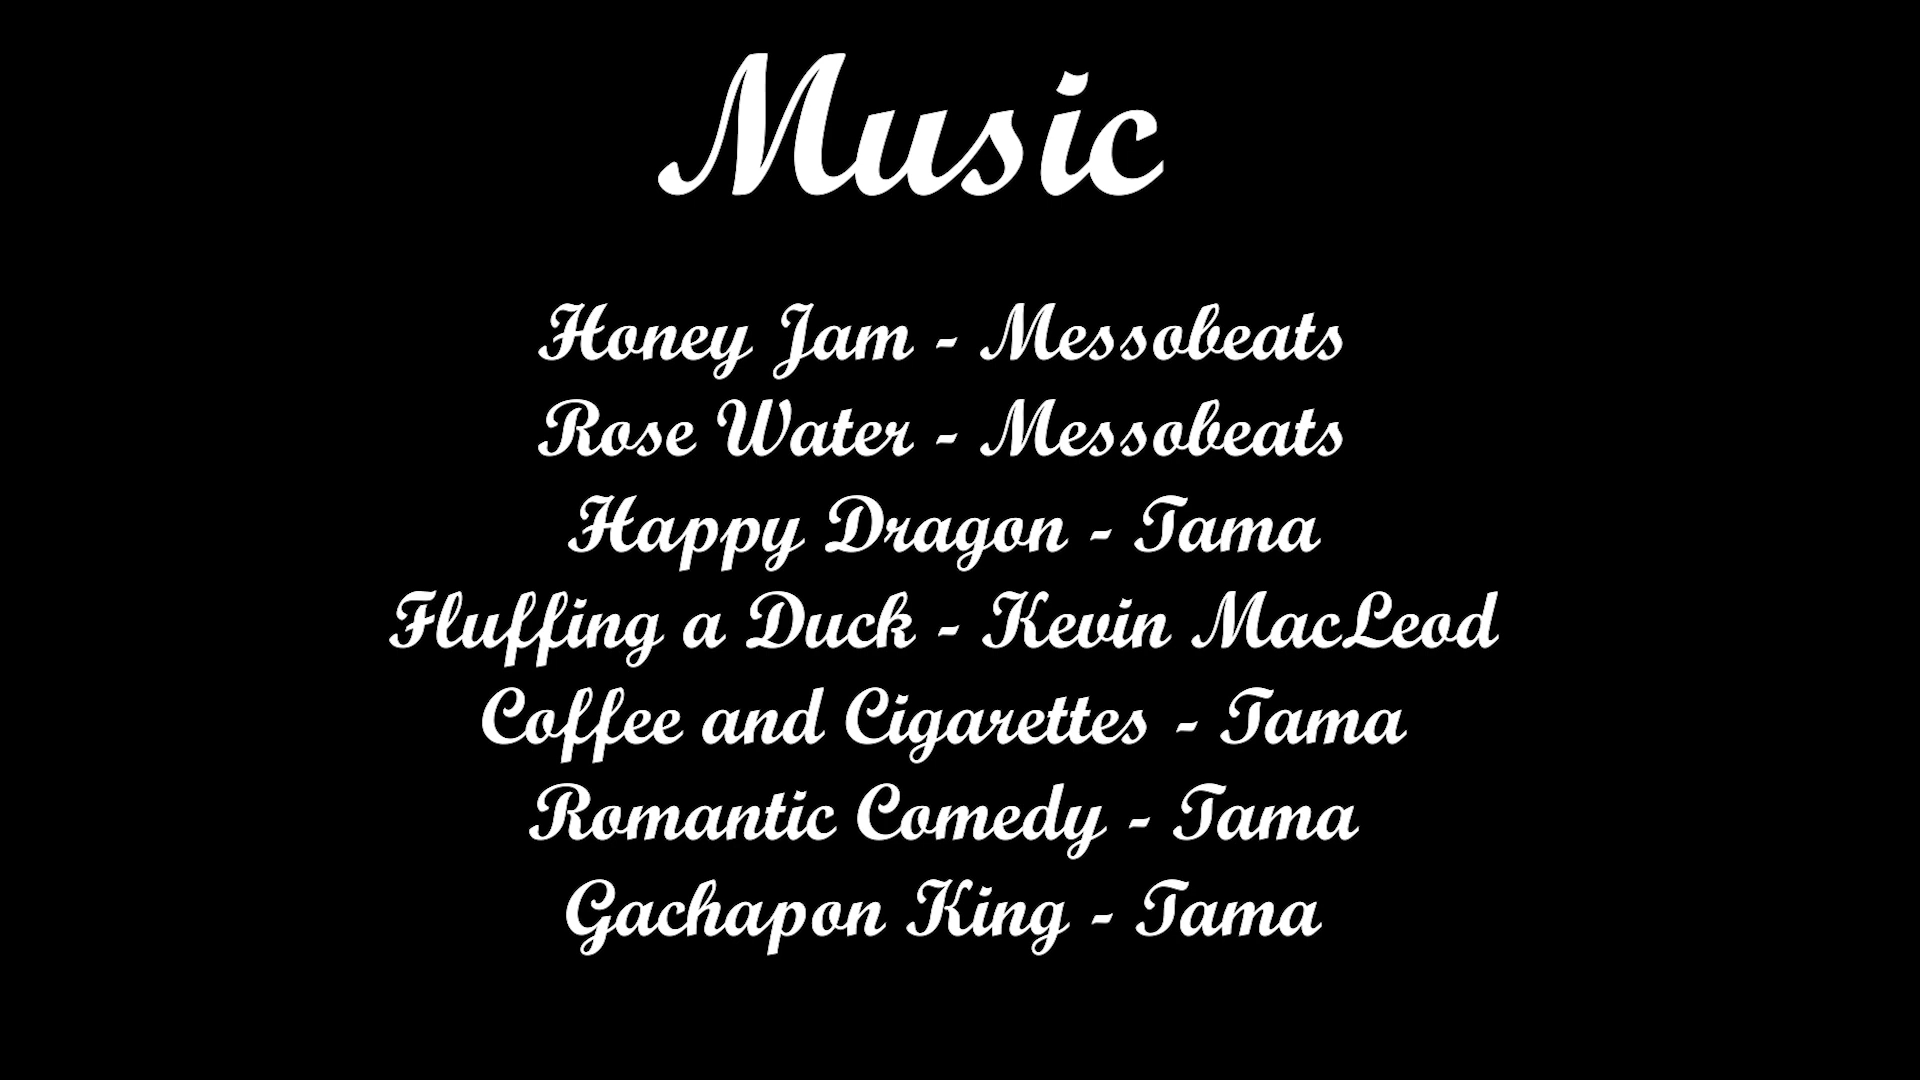 Music
Honey Jam - Messobeats
Rose Water - Messobeats
Happy Dragon - Tama
Fluffing a Duck - Kevin MacLeod
Coffee and Cigarettes - Tama
Romantic Comedy - Tama
Gachapon King - Tama